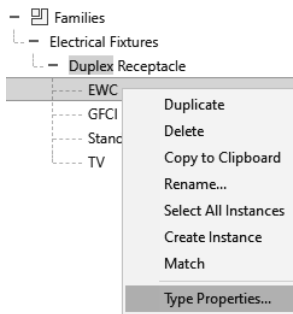 Families
Electrical Fixtures
Duplex Receptacle
EWC
GFCI
Stanc
TV
Duplicate
Delete
Copy to Clipboard
Rename...
Select All Instances
Create Instance
Match
Type Properties...